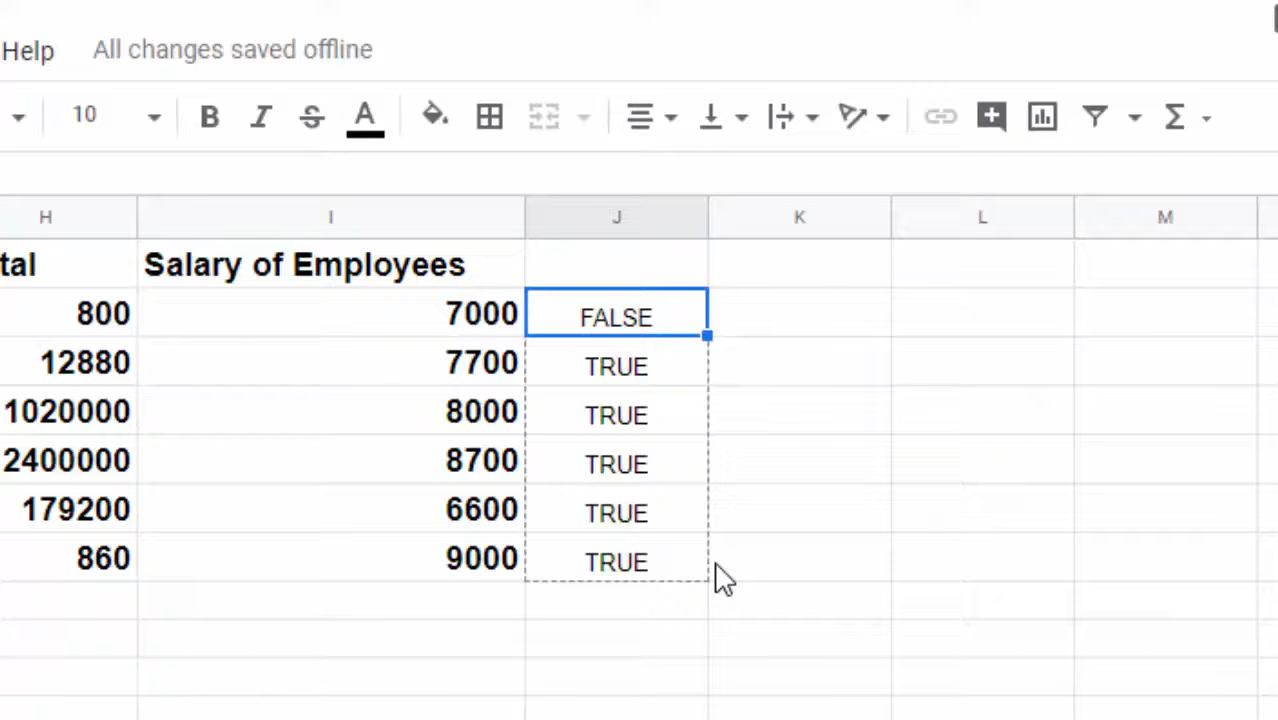 Help All changes saved offline
10 B I S A
H I J K L M
tal Salary of Employees
800 7000 FALSE
12880 7700 TRUE
1020000 8000 TRUE
2400000 8700 TRUE
179200 6600 TRUE
860 9000 TRUE